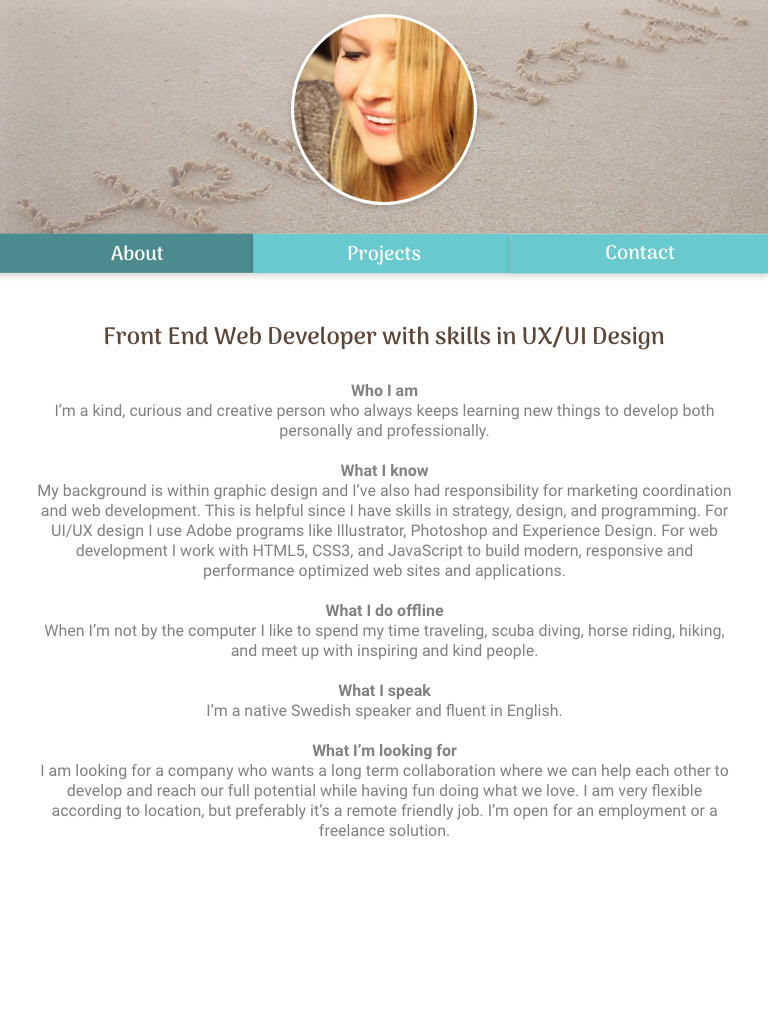 About
Projects
Contact
Front End Web Developer with skills in UX/UI Design
Who I am
I’m a kind, curious and creative person who always keeps learning new things to develop both
personally and professionally.
What I know
My background is within graphic design and I’ve also had responsibility for marketing coordination
and web development. This is helpful since I have skills in strategy, design, and programming. For
UI/UX design I use Adobe programs like Illustrator, Photoshop and Experience Design. For web
development I work with HTML5, CSS3, and JavaScript to build modern, responsive and
performance optimized web sites and applications.
What I do offline
When I’m not by the computer I like to spend my time traveling, scuba diving, horse riding, hiking,
and meet up with inspiring and kind people.
What I speak
I’m a native Swedish speaker and fluent in English.
What I’m looking for
I am looking for a company who wants a long term collaboration where we can help each other to
develop and reach our full potential while having fun doing what we love. I am very flexible
according to location, but preferably it’s a remote friendly job. I’m open for an employment or a
freelance solution.